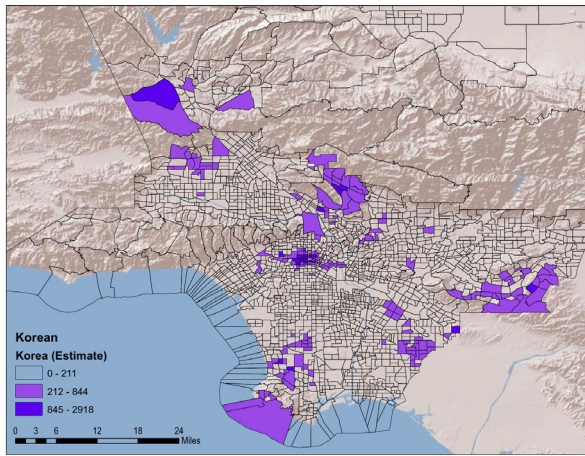 Korean
Korea (Estimate)
0 - 211
212 - 844
845 - 2918
0 3 6 12 18 24
Miles